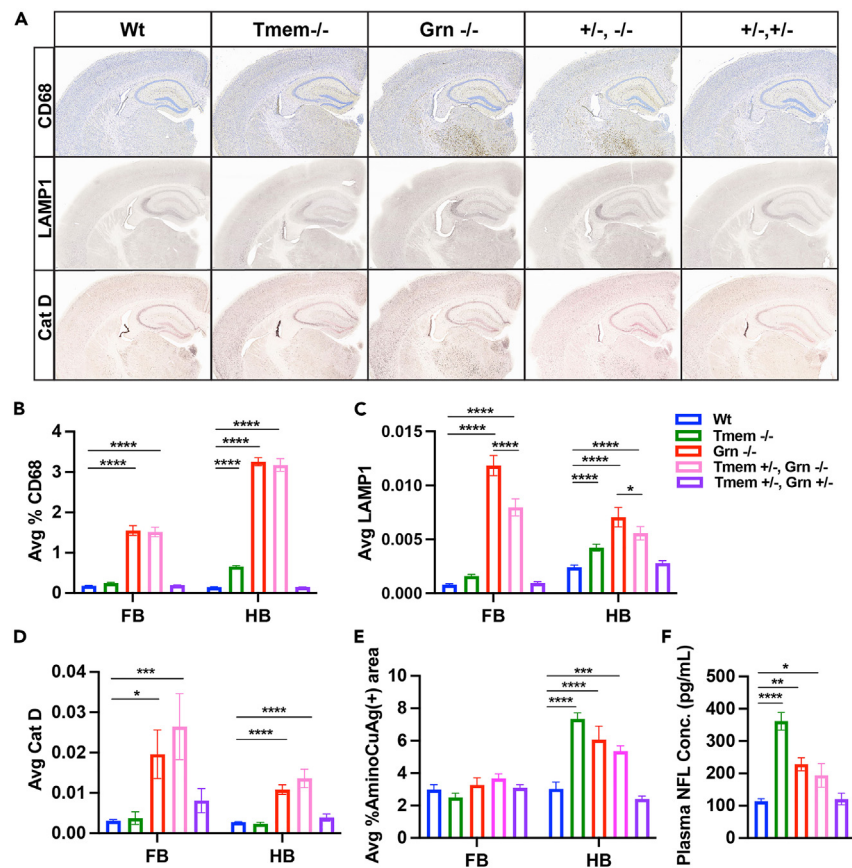 A
Wt Tmem-/- Grn -/- +/-, -/- +/-,+/-
CD68
LAMP1
Cat D
B
Avg % CD68
4
3
2
1
0
**** **** **** **** ****
FB HB
C
Avg LAMP1
0.015
0.010
0.005
0.000
**** **** **** **** **** **** *
FB HB
Wt
Tmem -/-
Grn -/-
Tmem +/-, Grn -/-
Tmem +/-, Grn +/-
D
Avg Cat D
0.04
0.03
0.02
0.01
0.00
*** * **** ****
FB HB
E
Avg %AminoCuAg(+) area
10
8
6
4
2
0
*** **** ****
FB HB
F
Plasma NFL Conc. (pg/mL)
500
400
300
200
100
0
* ** ****